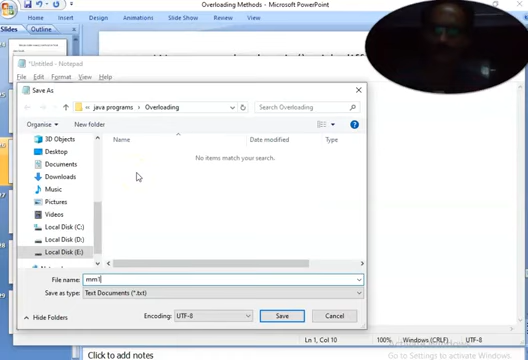 Overloading Methods - Microsoft PowerPoint
Home Insert Design Animations Slide Show Review View
Slides Outline
*Untitled - Notepad
File Edit Format View Help
Save As
« java programs › Overloading
Search Overloading
Organise New folder
3D Objects
Desktop
Documents
Downloads
Music
Pictures
Videos
Local Disk (C:)
Local Disk (D:)
Local Disk (E:)
Name Date modified Type
No items match your search.
File name: mm1
Save as type: Text Documents (*.txt)
Hide Folders
Encoding: UTF-8
Save Cancel
Ln 1, Col 10 100% Windows (CRLF) UTF-8
Go to Settings to activate Windows.
Click to add notes